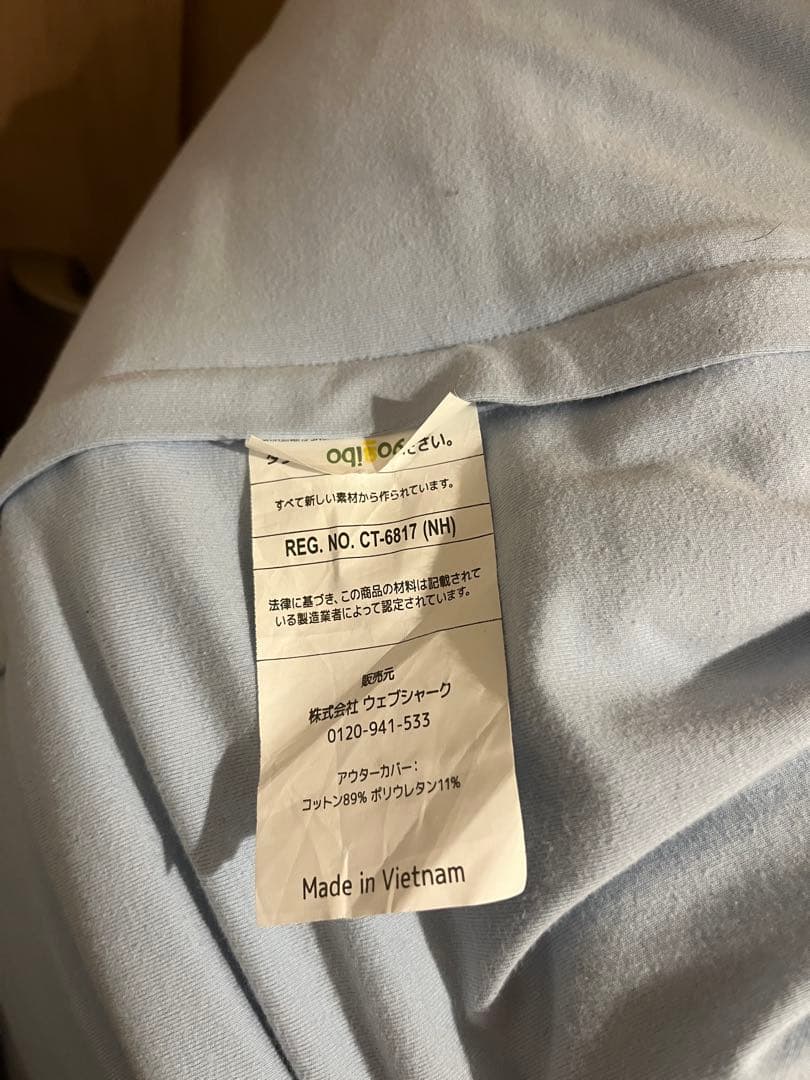 yogibo
ださい。
すべて新しい素材から作られています。
REG. NO. CT-6817 (NH)
法律に基づき、この商品の材料は記載されて
いる製造業者によって認定されています。
販売元
株式会社 ウェブシャーク
0120-941-533
アウターカバー:
コットン89% ポリウレタン11%
Made in Vietnam